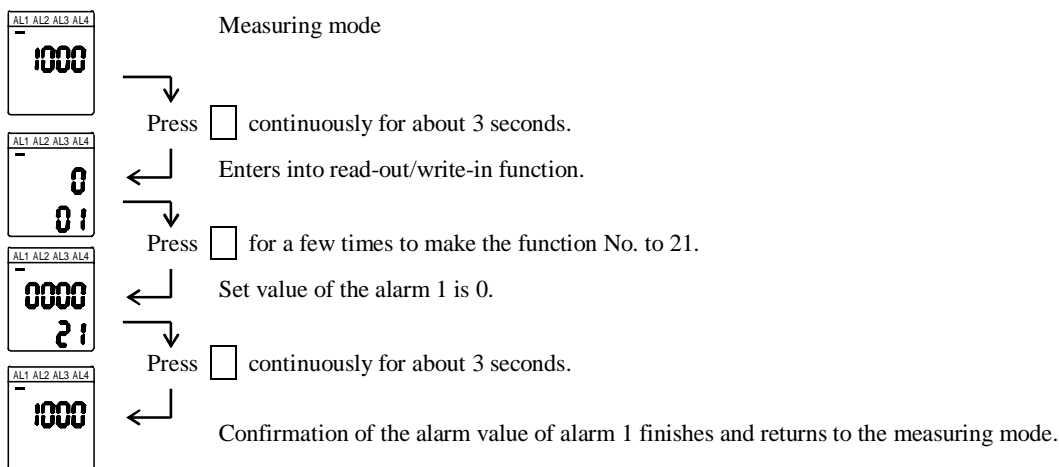 AL1 AL2 AL3 AL4
Measuring mode
1000
Press □ continuously for about 3 seconds.
AL1 AL2 AL3 AL4
Enters into read-out/write-in function.
0
01
Press □ for a few times to make the function No. to 21.
AL1 AL2 AL3 AL4
Set value of the alarm 1 is 0.
0000
21
Press □ continuously for about 3 seconds.
AL1 AL2 AL3 AL4
1000
Confirmation of the alarm value of alarm 1 finishes and returns to the measuring mode.